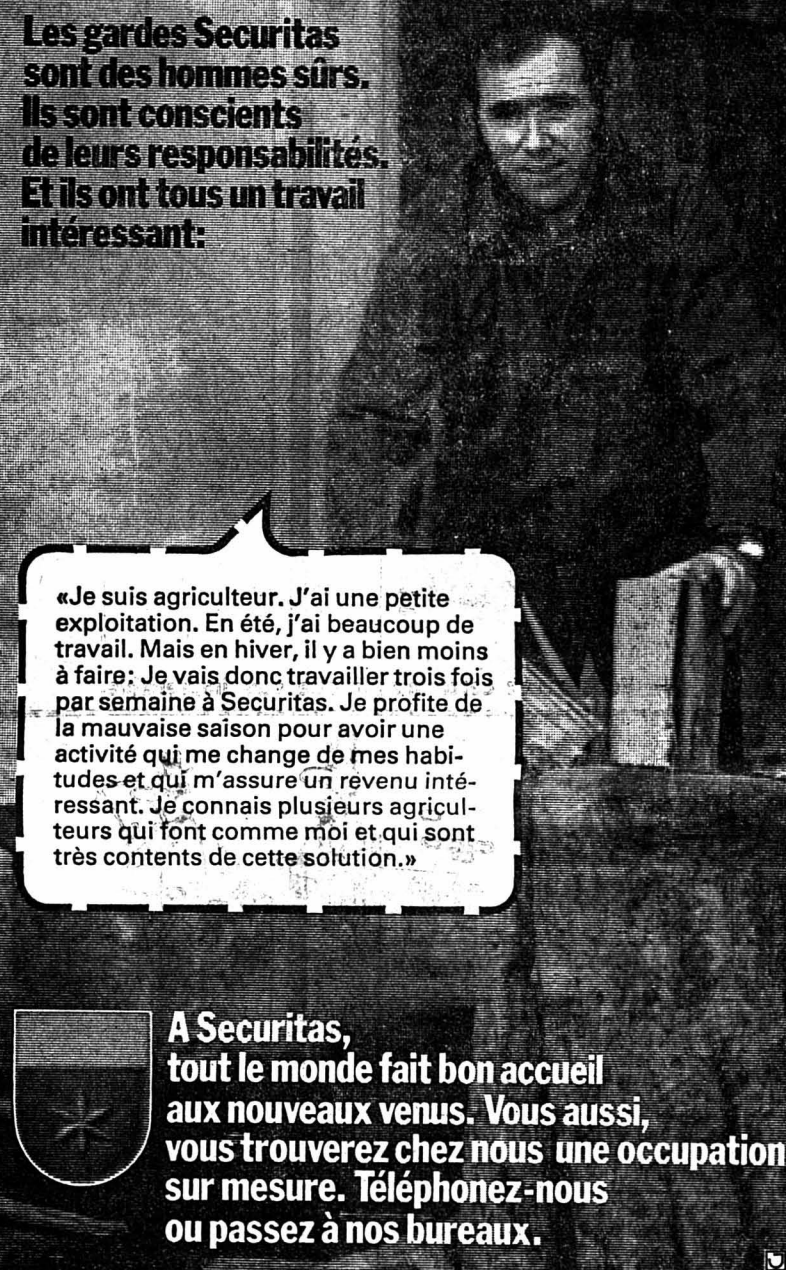 Les gardes Securitas
sont des hommes sûrs.
Ils sont conscients
de leurs responsabilités.
Et ils ont tous un travail
intéressant:
«Je suis agriculteur. J'ai une petite
exploitation. En été, j'ai beaucoup de
travail. Mais en hiver, il y a bien moins
à faire: Je vais donc travailler trois fois
par semaine à Securitas. Je profite de
la mauvaise saison pour avoir une
activité qui me change de mes habi-
tudes et qui m'assure un revenu inté-
ressant. Je connais plusieurs agricul-
teurs qui font comme moi et qui sont
très contents de cette solution.»
A Securitas,
tout le monde fait bon accueil
aux nouveaux venus. Vous aussi,
vous trouverez chez nous une occupation
sur mesure. Téléphonez-nous
ou passez à nos bureaux.